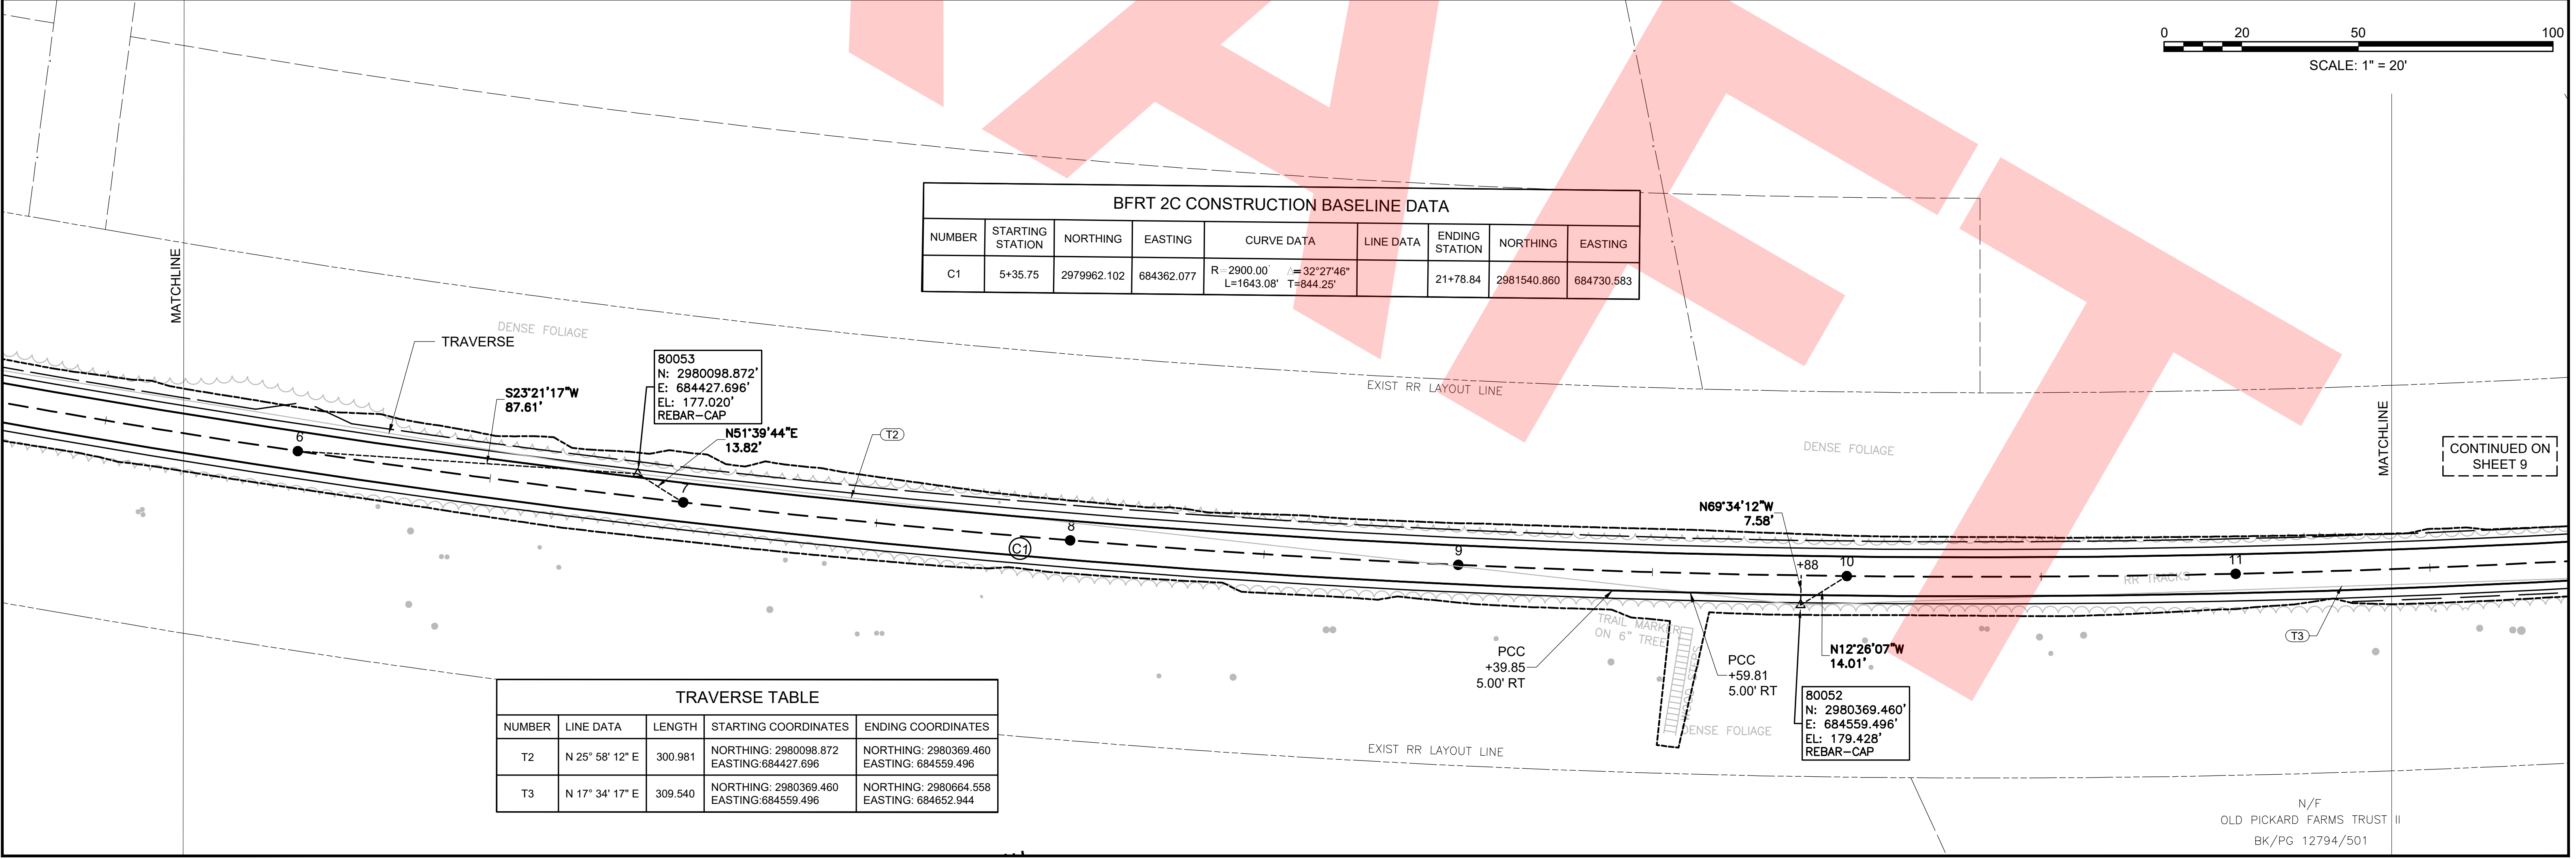 0 20 50 100
SCALE: 1" = 20'
BFRT 2C CONSTRUCTION BASELINE DATA
NUMBER STARTING STATION NORTHING EASTING CURVE DATA LINE DATA ENDING STATION NORTHING EASTING
C1 5+35.75 2979962.102 684362.077 R=2900.00' Δ=32°27'46" 21+78.84 2981540.860 684730.583
L=1643.08' T=844.25'
MATCHLINE
DENSE FOLIAGE
TRAVERSE
80053
N: 2980098.872'
E: 684427.696'
EL: 177.020'
REBAR-CAP
S23°21'17"W
87.61'
N51°39'44"E
13.82'
T2
EXIST RR LAYOUT LINE
DENSE FOLIAGE
MATCHLINE
CONTINUED ON
SHEET 9
6
7
8
C1
9
N69°34'12"W
7.58'
+88
10
11
RR TRACKS
TRAIL MARKER
ON 6" TREE
WOOD STEPS
PCC
+39.85
5.00' RT
PCC
+59.81
5.00' RT
N12°26'07"W
14.01'
T3
80052
N: 2980369.460'
E: 684559.496'
EL: 179.428'
REBAR-CAP
DENSE FOLIAGE
EXIST RR LAYOUT LINE
TRAVERSE TABLE
NUMBER LINE DATA LENGTH STARTING COORDINATES ENDING COORDINATES
T2 N 25° 58' 12" E 300.981 NORTHING: 2980098.872 NORTHING: 2980369.460
EASTING:684427.696 EASTING: 684559.496
T3 N 17° 34' 17" E 309.540 NORTHING: 2980369.460 NORTHING: 2980664.558
EASTING:684559.496 EASTING: 684652.944
N/F
OLD PICKARD FARMS TRUST II
BK/PG 12794/501